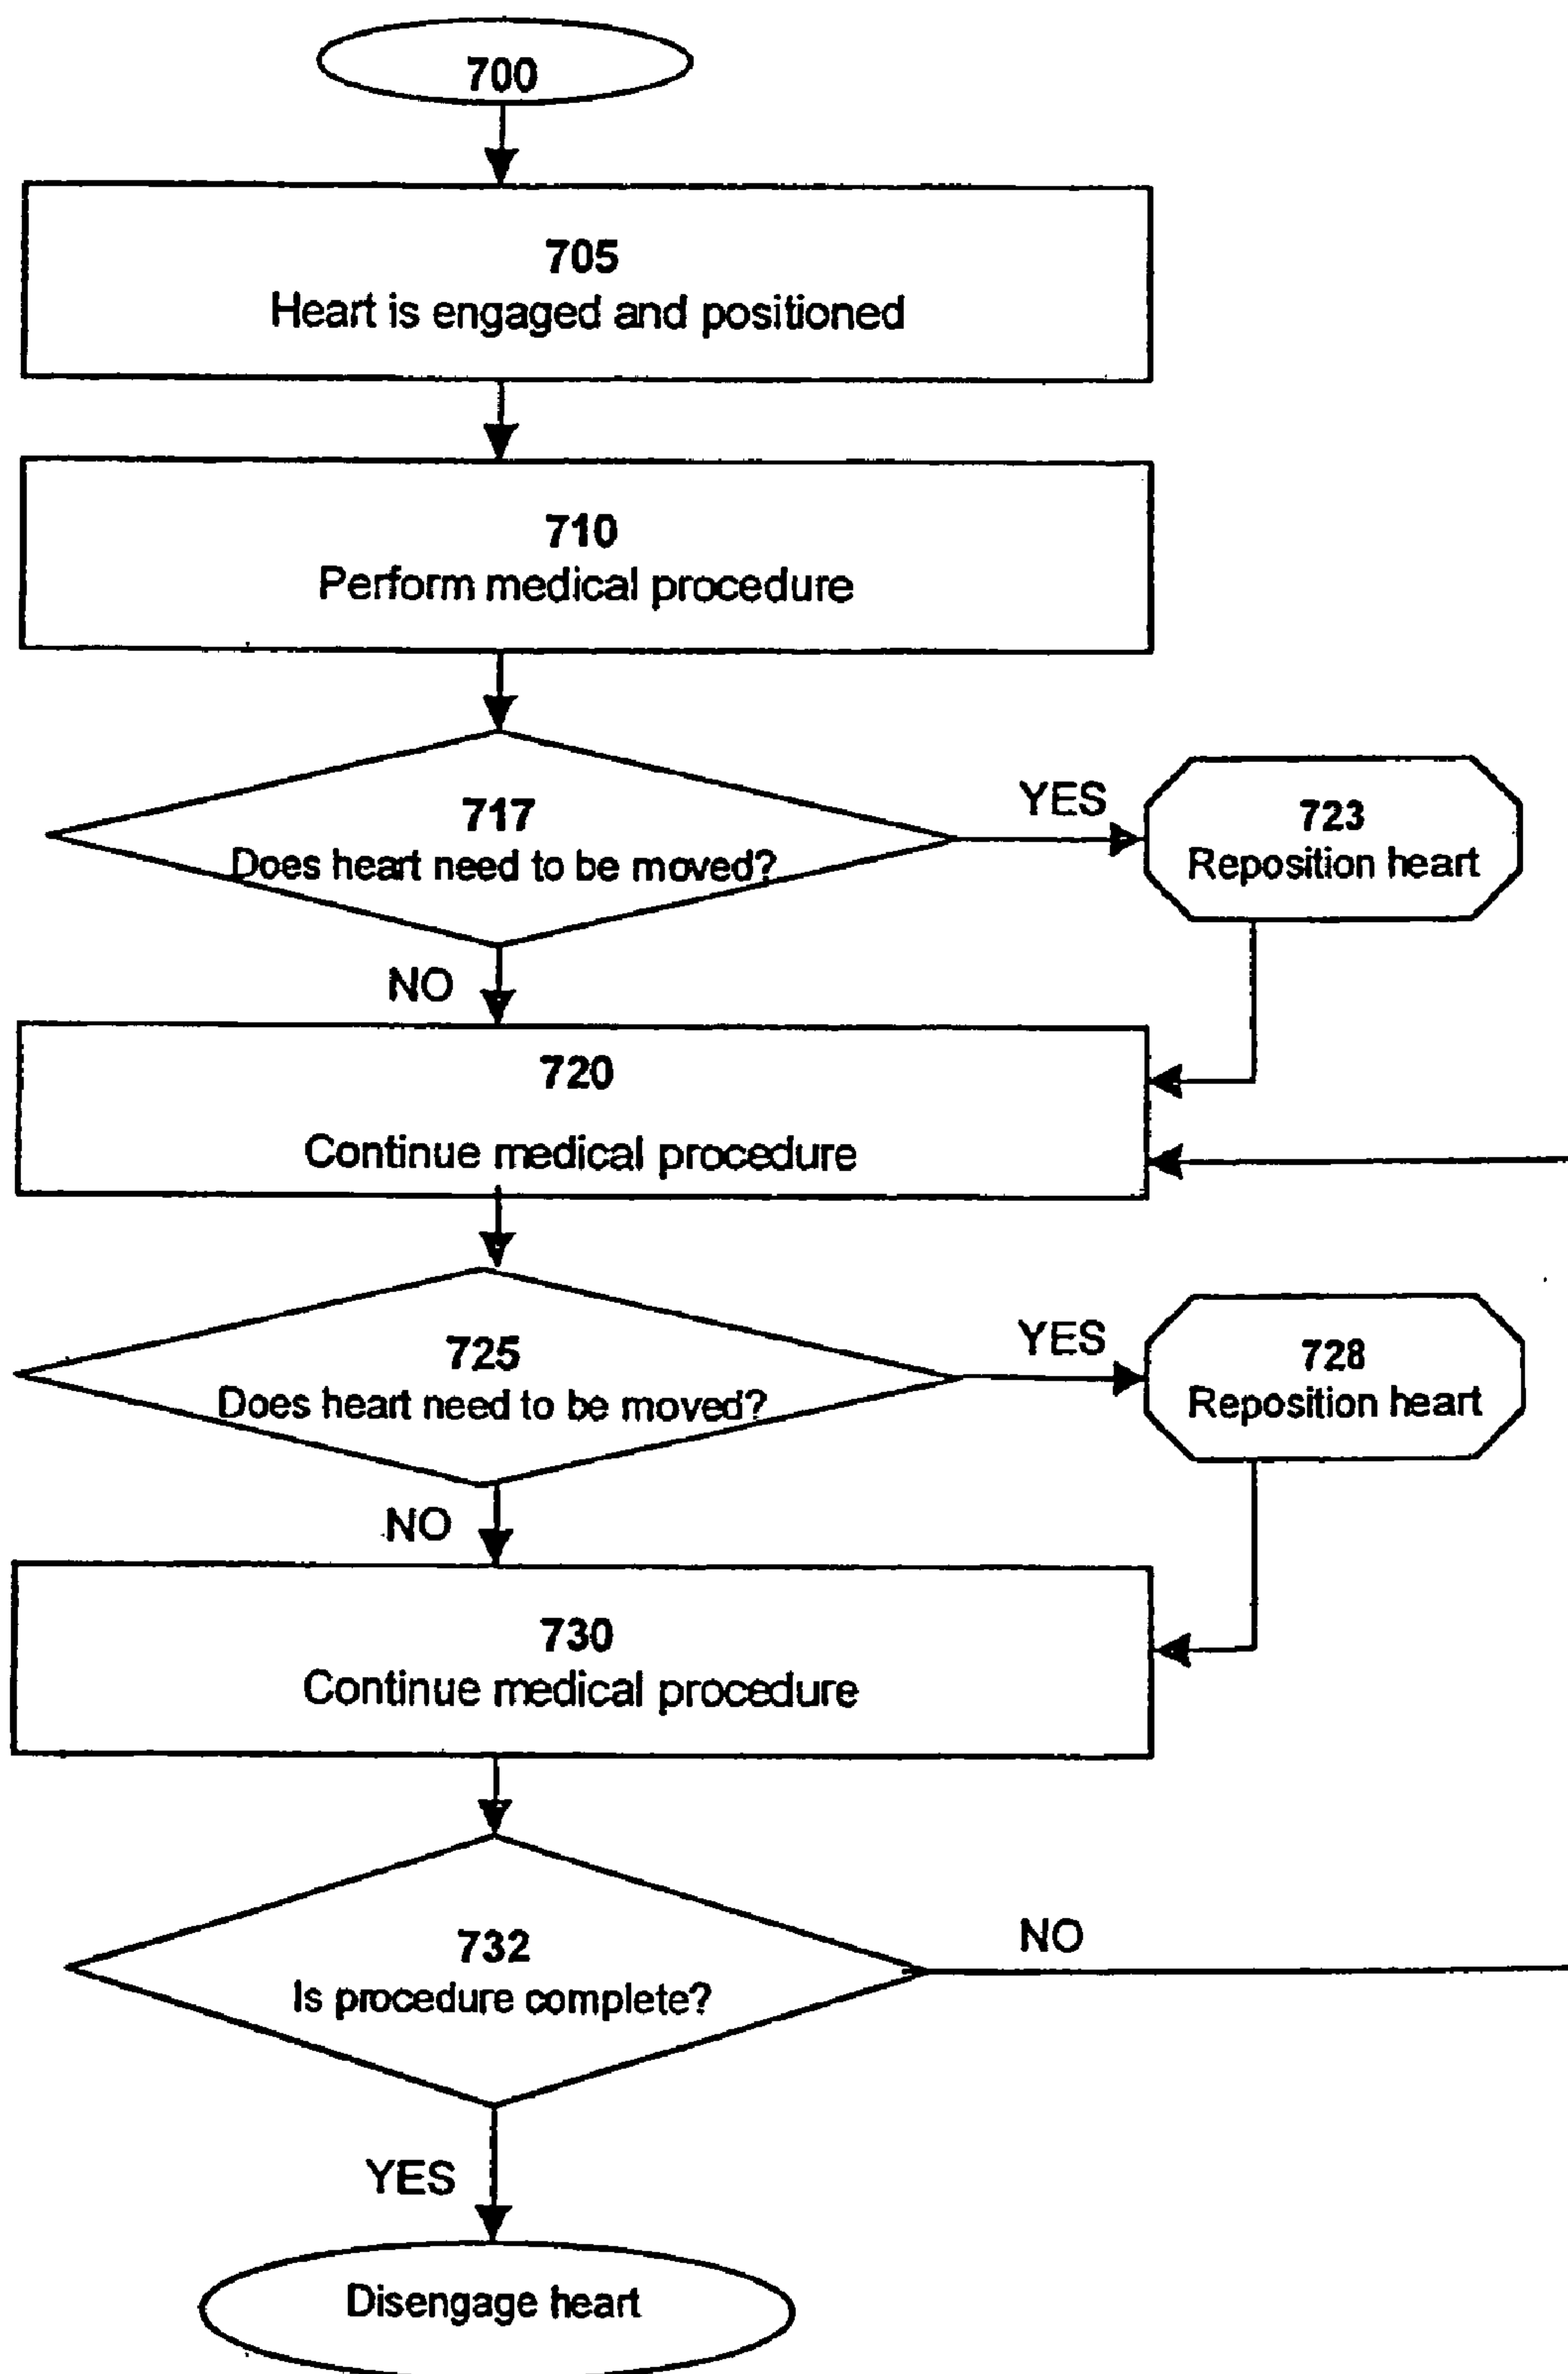 700
705
Heart is engaged and positioned
710
Perform medical procedure
717
Does heart need to be moved?
YES
723
Reposition heart
NO
720
Continue medical procedure
725
Does heart need to be moved?
YES
728
Reposition heart
NO
730
Continue medical procedure
732
Is procedure complete?
NO
YES
Disengage heart